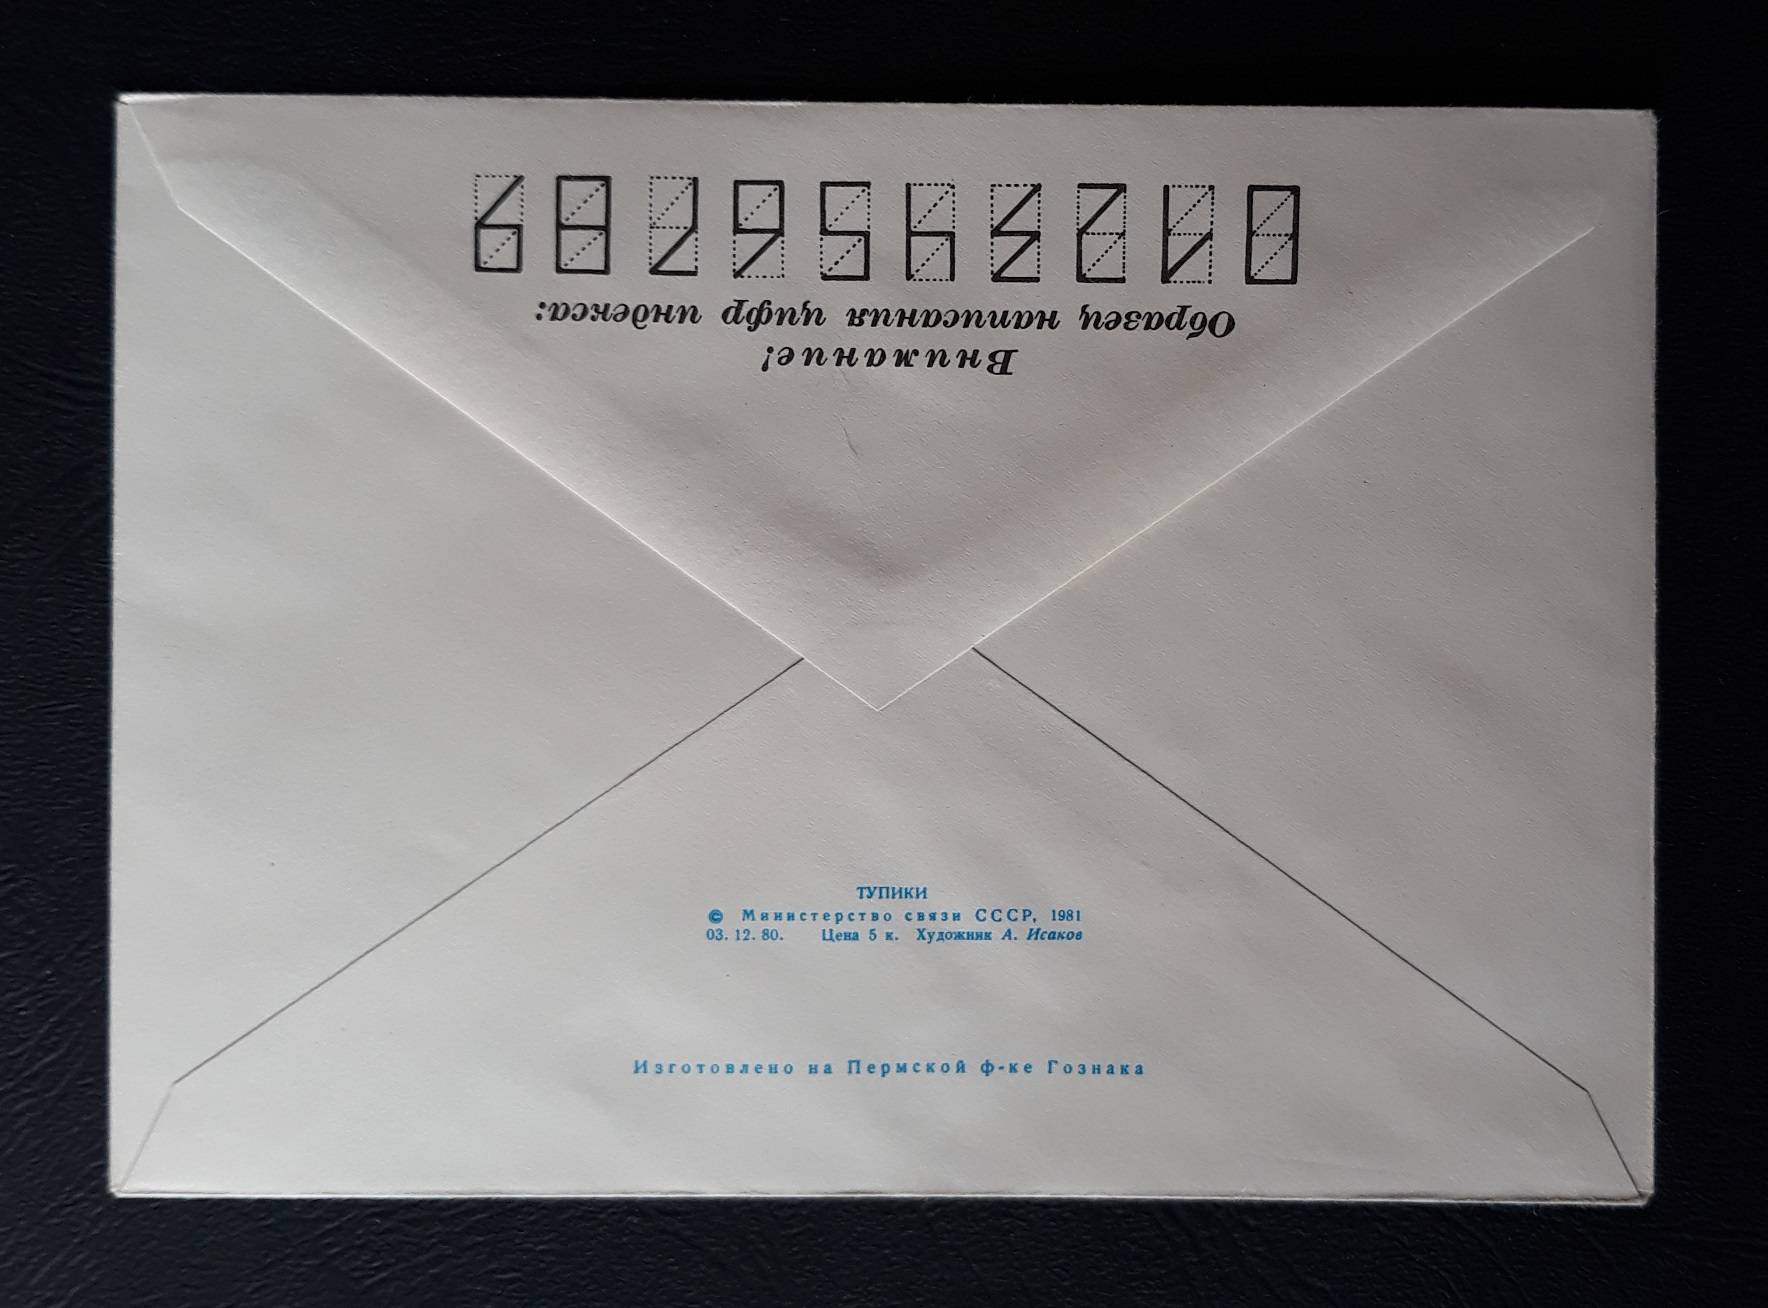 Внимание!
Образец написания цифр индекса:
0123456789
ТУПИКИ
© Министерство связи СССР, 1981
03. 12. 80. Цена 5 к. Художник А. Исаков
Изготовлено на Пермской ф-ке Гознака